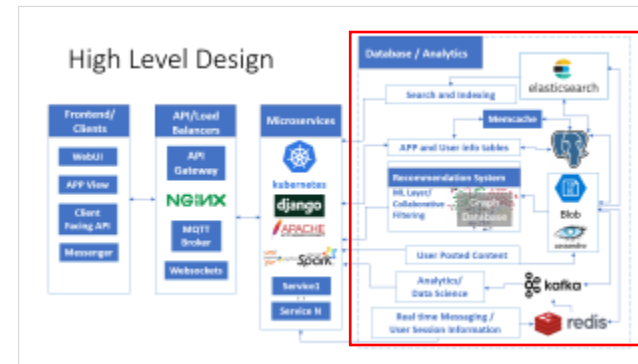 High Level Design
Frontend/
Clients
WebUI
APP View
Client
Facing API
Messenger
API/Load
Balancers
API
Gateway
NGINX
MQTT
Broker
Websockets
Microservices
kubernetes
django
APACHE
Spark
Service1
Service N
Database / Analytics
elasticsearch
Search and Indexing
Memcache
APP and User info tables
Recommendation System
ML Layer/
Collaborative
Filtering
Graph
Database
Blob
cassandra
User Posted Content
Analytics/
Data Science
kafka
Real time Messaging /
User Session Information
redis